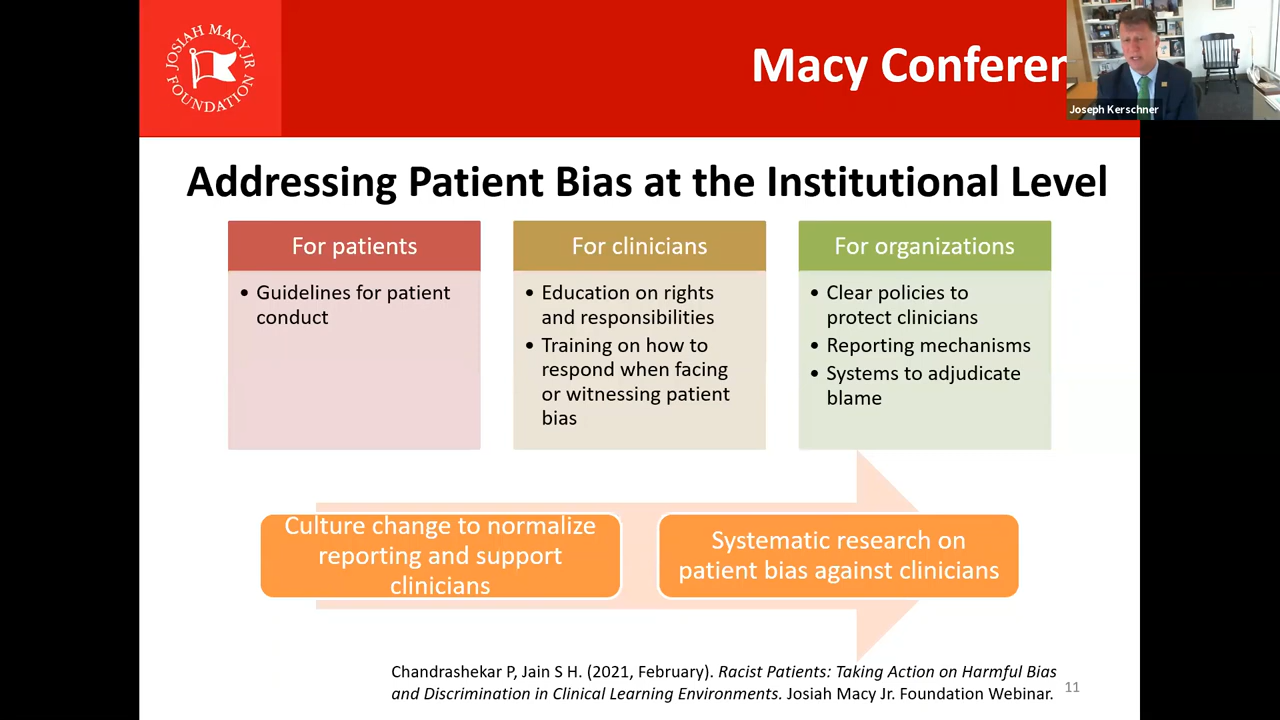 JOSIAH MACY JR
FOUNDATION
Macy Conferen
Joseph Kerschner
Addressing Patient Bias at the Institutional Level
For patients
• Guidelines for patient
conduct
For clinicians
• Education on rights
and responsibilities
• Training on how to
respond when facing
or witnessing patient
bias
For organizations
• Clear policies to
protect clinicians
• Reporting mechanisms
• Systems to adjudicate
blame
Culture change to normalize
reporting and support
clinicians
Systematic research on
patient bias against clinicians
Chandrashekar P, Jain S H. (2021, February). Racist Patients: Taking Action on Harmful Bias
and Discrimination in Clinical Learning Environments. Josiah Macy Jr. Foundation Webinar.
11